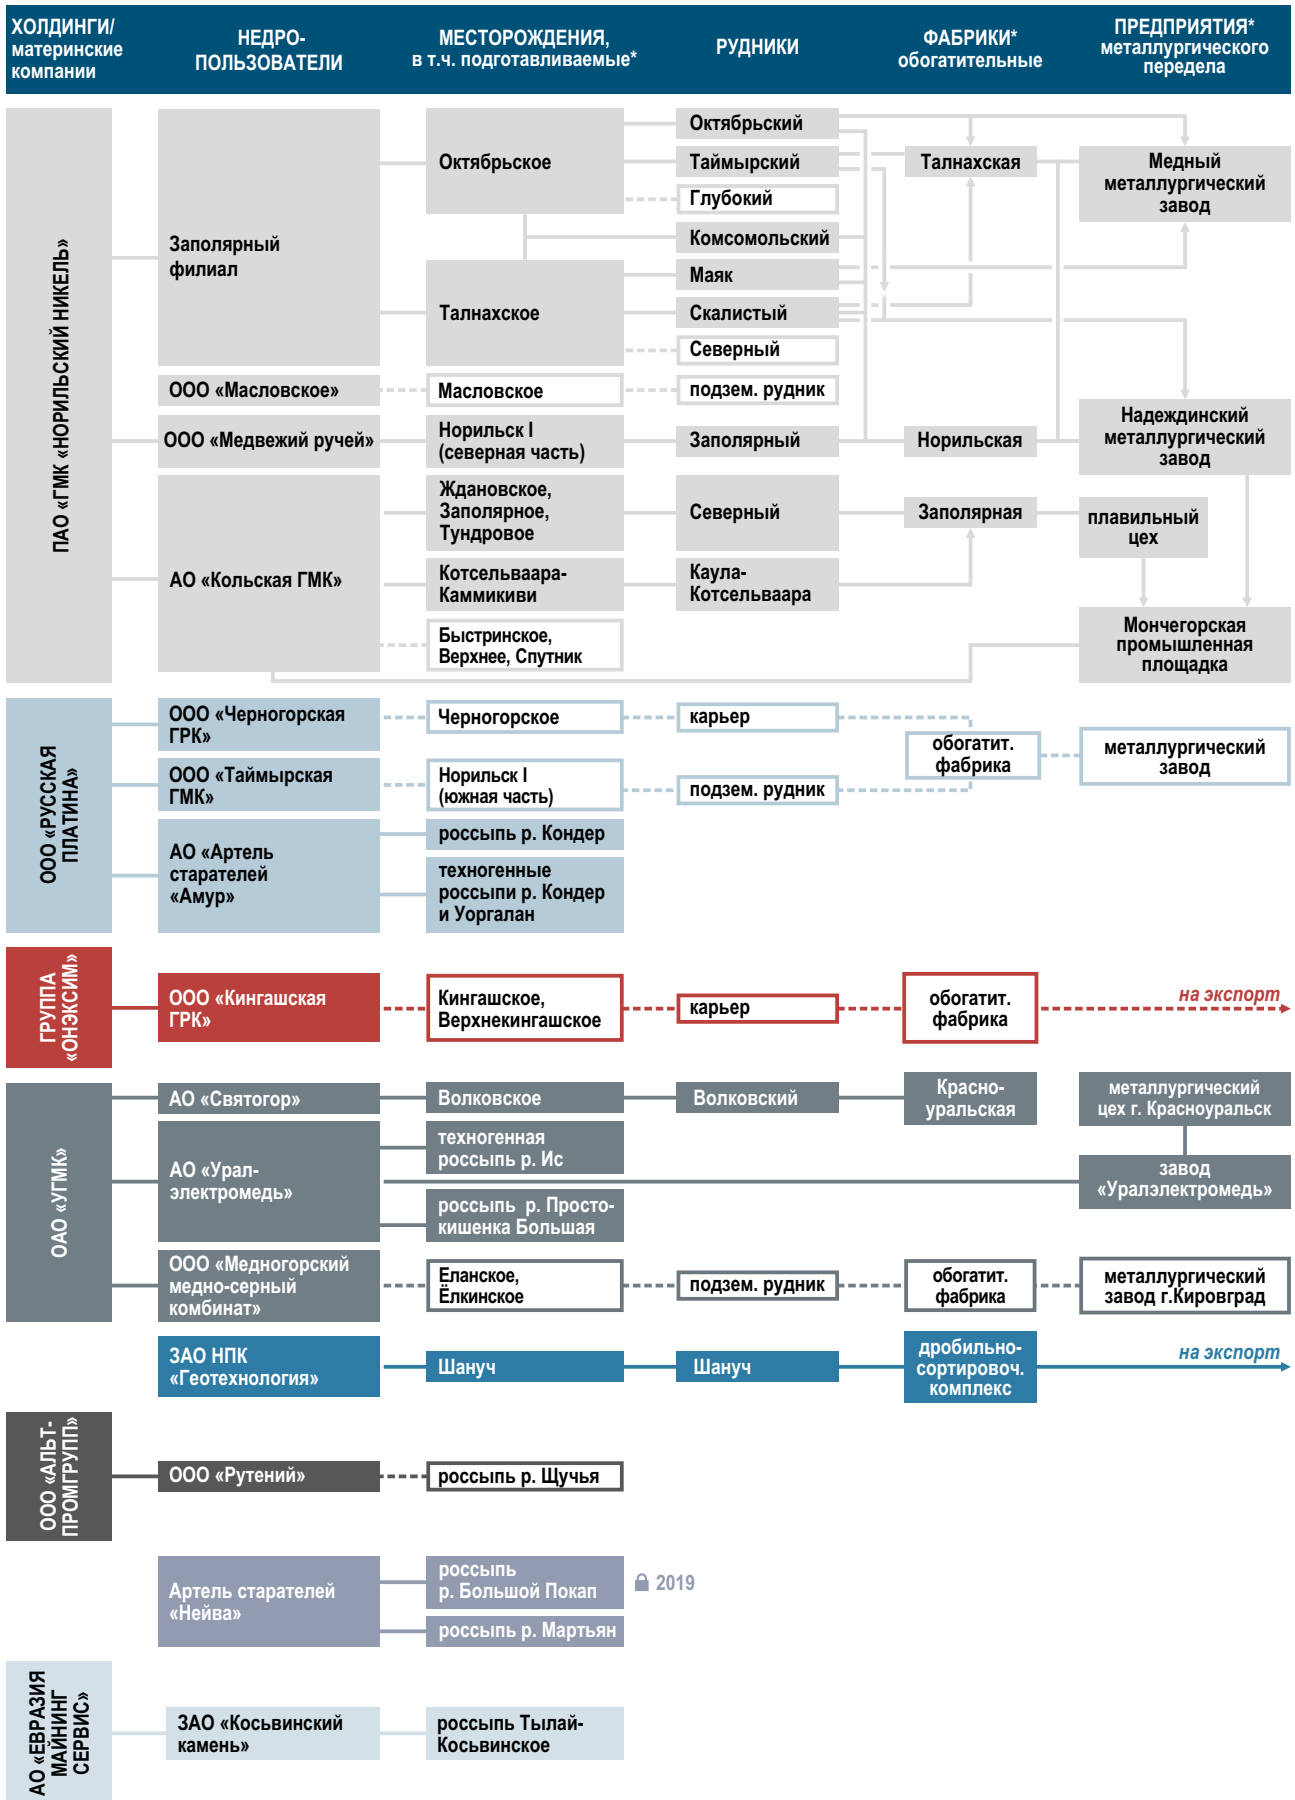 ХОЛДИНГИ/
материнские
компании
НЕДРО-
ПОЛЬЗОВАТЕЛИ
МЕСТОРОЖДЕНИЯ,
в т.ч. подготавливаемые*
РУДНИКИ
ФАБРИКИ*
обогатительные
ПРЕДПРИЯТИЯ*
металлургического
передела
ПАО «ГМК «НОРИЛЬСКИЙ НИКЕЛЬ»
Заполярный
филиал
Октябрьское
Октябрьский
Таймырский
Глубокий
Талнахская
Медный
металлургический
завод
Комсомольский
Талнахское
Маяк
Скалистый
Северный
ООО «Масловское»
Масловское
подзем. рудник
ООО «Медвежий ручей»
Норильск I
(северная часть)
Заполярный
Норильская
Надеждинский
металлургический
завод
АО «Кольская ГМК»
Ждановское,
Заполярное,
Тундровое
Северный
Заполярная
плавильный
цех
Котсельваара-
Каммикиви
Каула-
Котсельваара
Быстринское,
Верхнее, Спутник
Мончегорская
промышленная
площадка
ООО «РУССКАЯ
ПЛАТИНА»
ООО «Черногорская
ГРК»
Черногорское
карьер
обогатит.
фабрика
металлургический
завод
ООО «Таймырская
ГМК»
Норильск I
(южная часть)
подзем. рудник
АО «Артель
старателей
«Амур»
россыпь р. Кондер
техногенные
россыпи р. Кондер
и Уоргалан
ГРУППА
«ОНЭКСИМ»
ООО «Кингашская
ГРК»
Кингашское,
Верхнекингашское
карьер
обогатит.
фабрика
на экспорт
ОАО «УГМК»
АО «Святогор»
Волковское
Волковский
Красно-
уральская
металлургический
цех г. Красноуральск
АО «Урал-
электромедь»
техногенная
россыпь р. Ис
россыпь р. Просто-
кишенка Большая
завод
«Уралэлектромедь»
ООО «Медногорский
медно-серный
комбинат»
Еланское,
Ёлкинское
подзем. рудник
обогатит.
фабрика
металлургический
завод г.Кировград
ЗАО НПК
«Геотехнология»
Шануч
Шануч
дробильно-
сортировоч.
комплекс
на экспорт
ООО «АЛЬТ-
ПРОМГРУПП»
ООО «Рутений»
россыпь р. Щучья
Артель старателей
«Нейва»
россыпь
р. Большой Покап
2019
россыпь р. Мартьян
АО «ЕВРАЗИЯ
МАЙНИНГ
СЕРВИС»
ЗАО «Косьвинский
камень»
россыпь Тылай-
Косьвинское